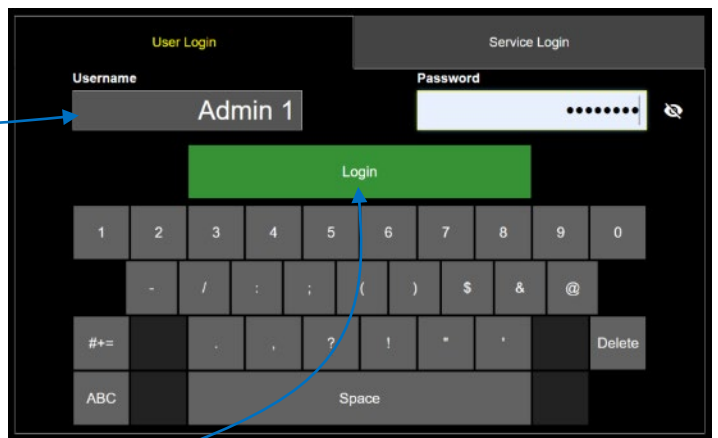 User Login Service Login
Username Password
Admin 1 ••••••••
Login
1 2 3 4 5 6 7 8 9 0
- / : ; ( ) $ & @
#+= . , ? ! " ' Delete
ABC Space